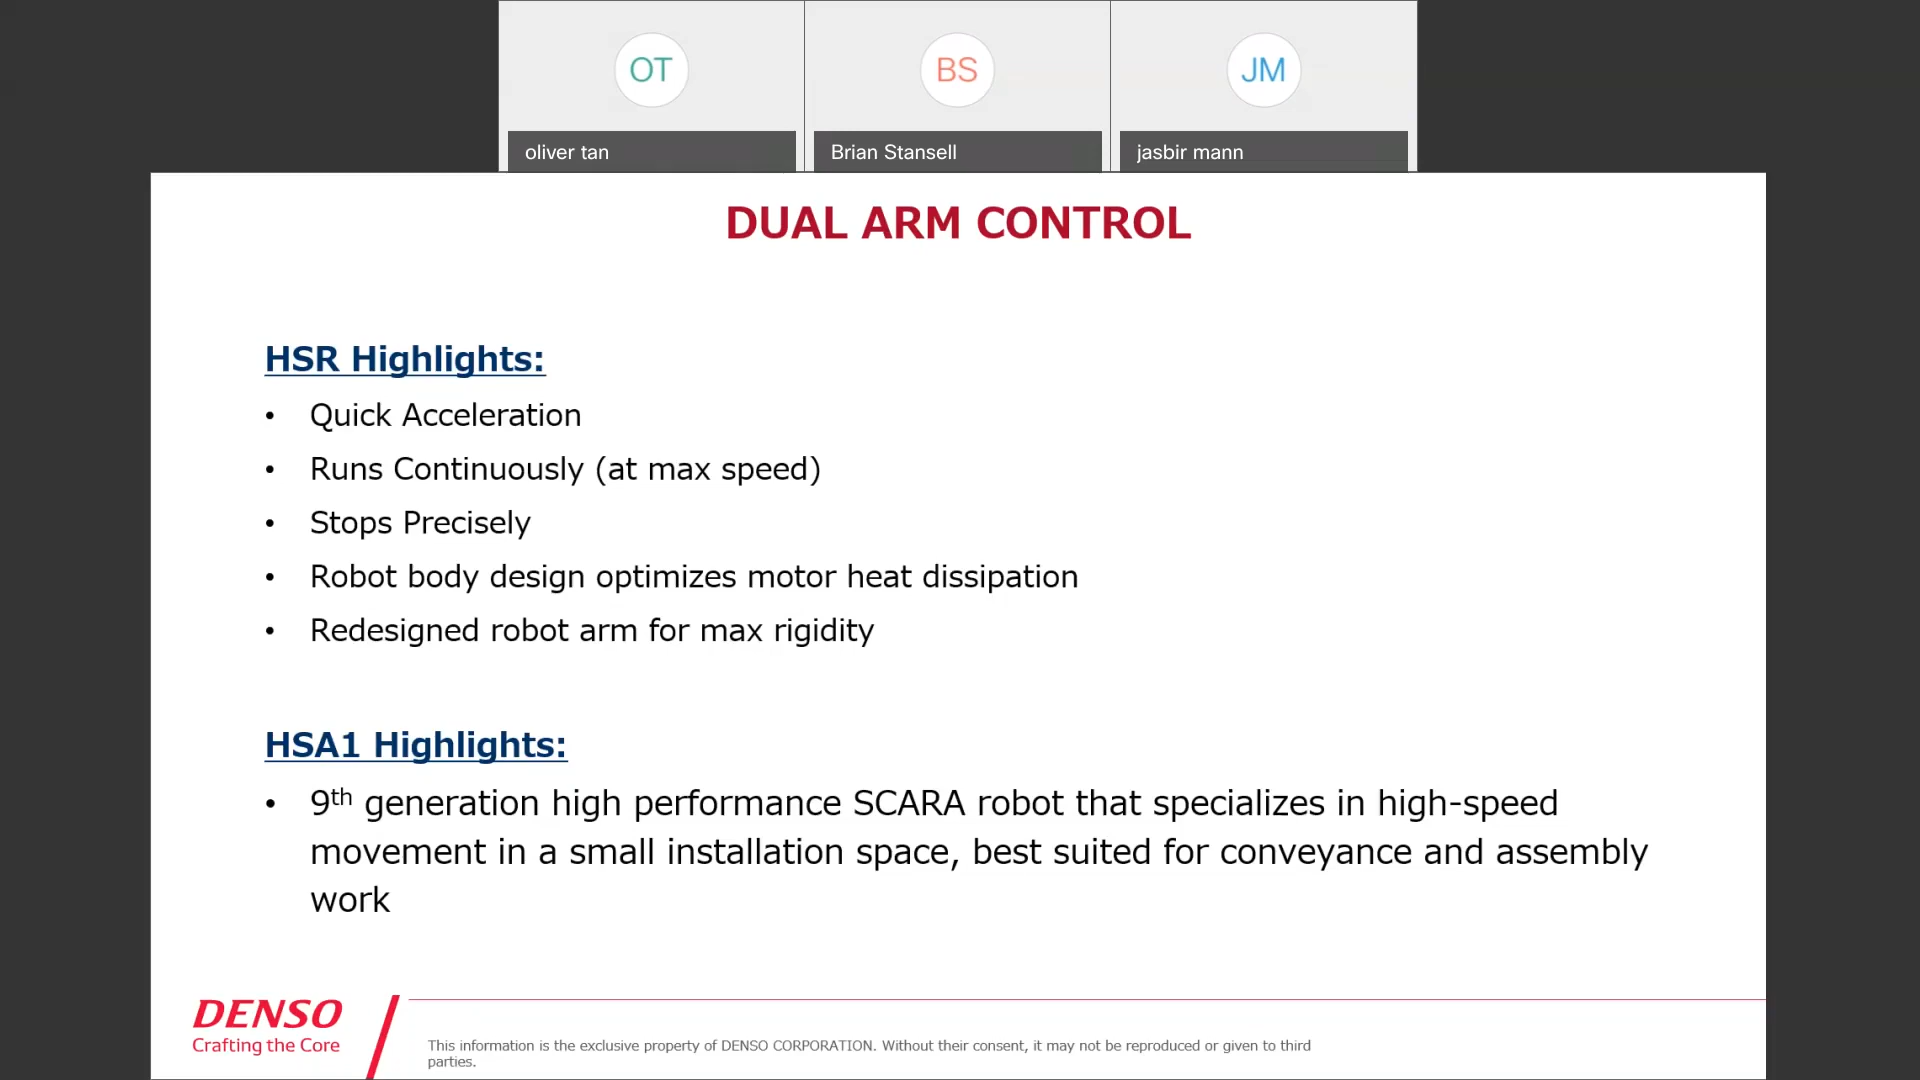 OT
BS
JM
oliver tan
Brian Stansell
jasbir mann
DUAL ARM CONTROL
HSR Highlights:
• Quick Acceleration
• Runs Continuously (at max speed)
• Stops Precisely
• Robot body design optimizes motor heat dissipation
• Redesigned robot arm for max rigidity
HSA1 Highlights:
• 9th generation high performance SCARA robot that specializes in high-speed
movement in a small installation space, best suited for conveyance and assembly
work
DENSO
Crafting the Core
This information is the exclusive property of DENSO CORPORATION. Without their consent, it may not be reproduced or given to third
parties.